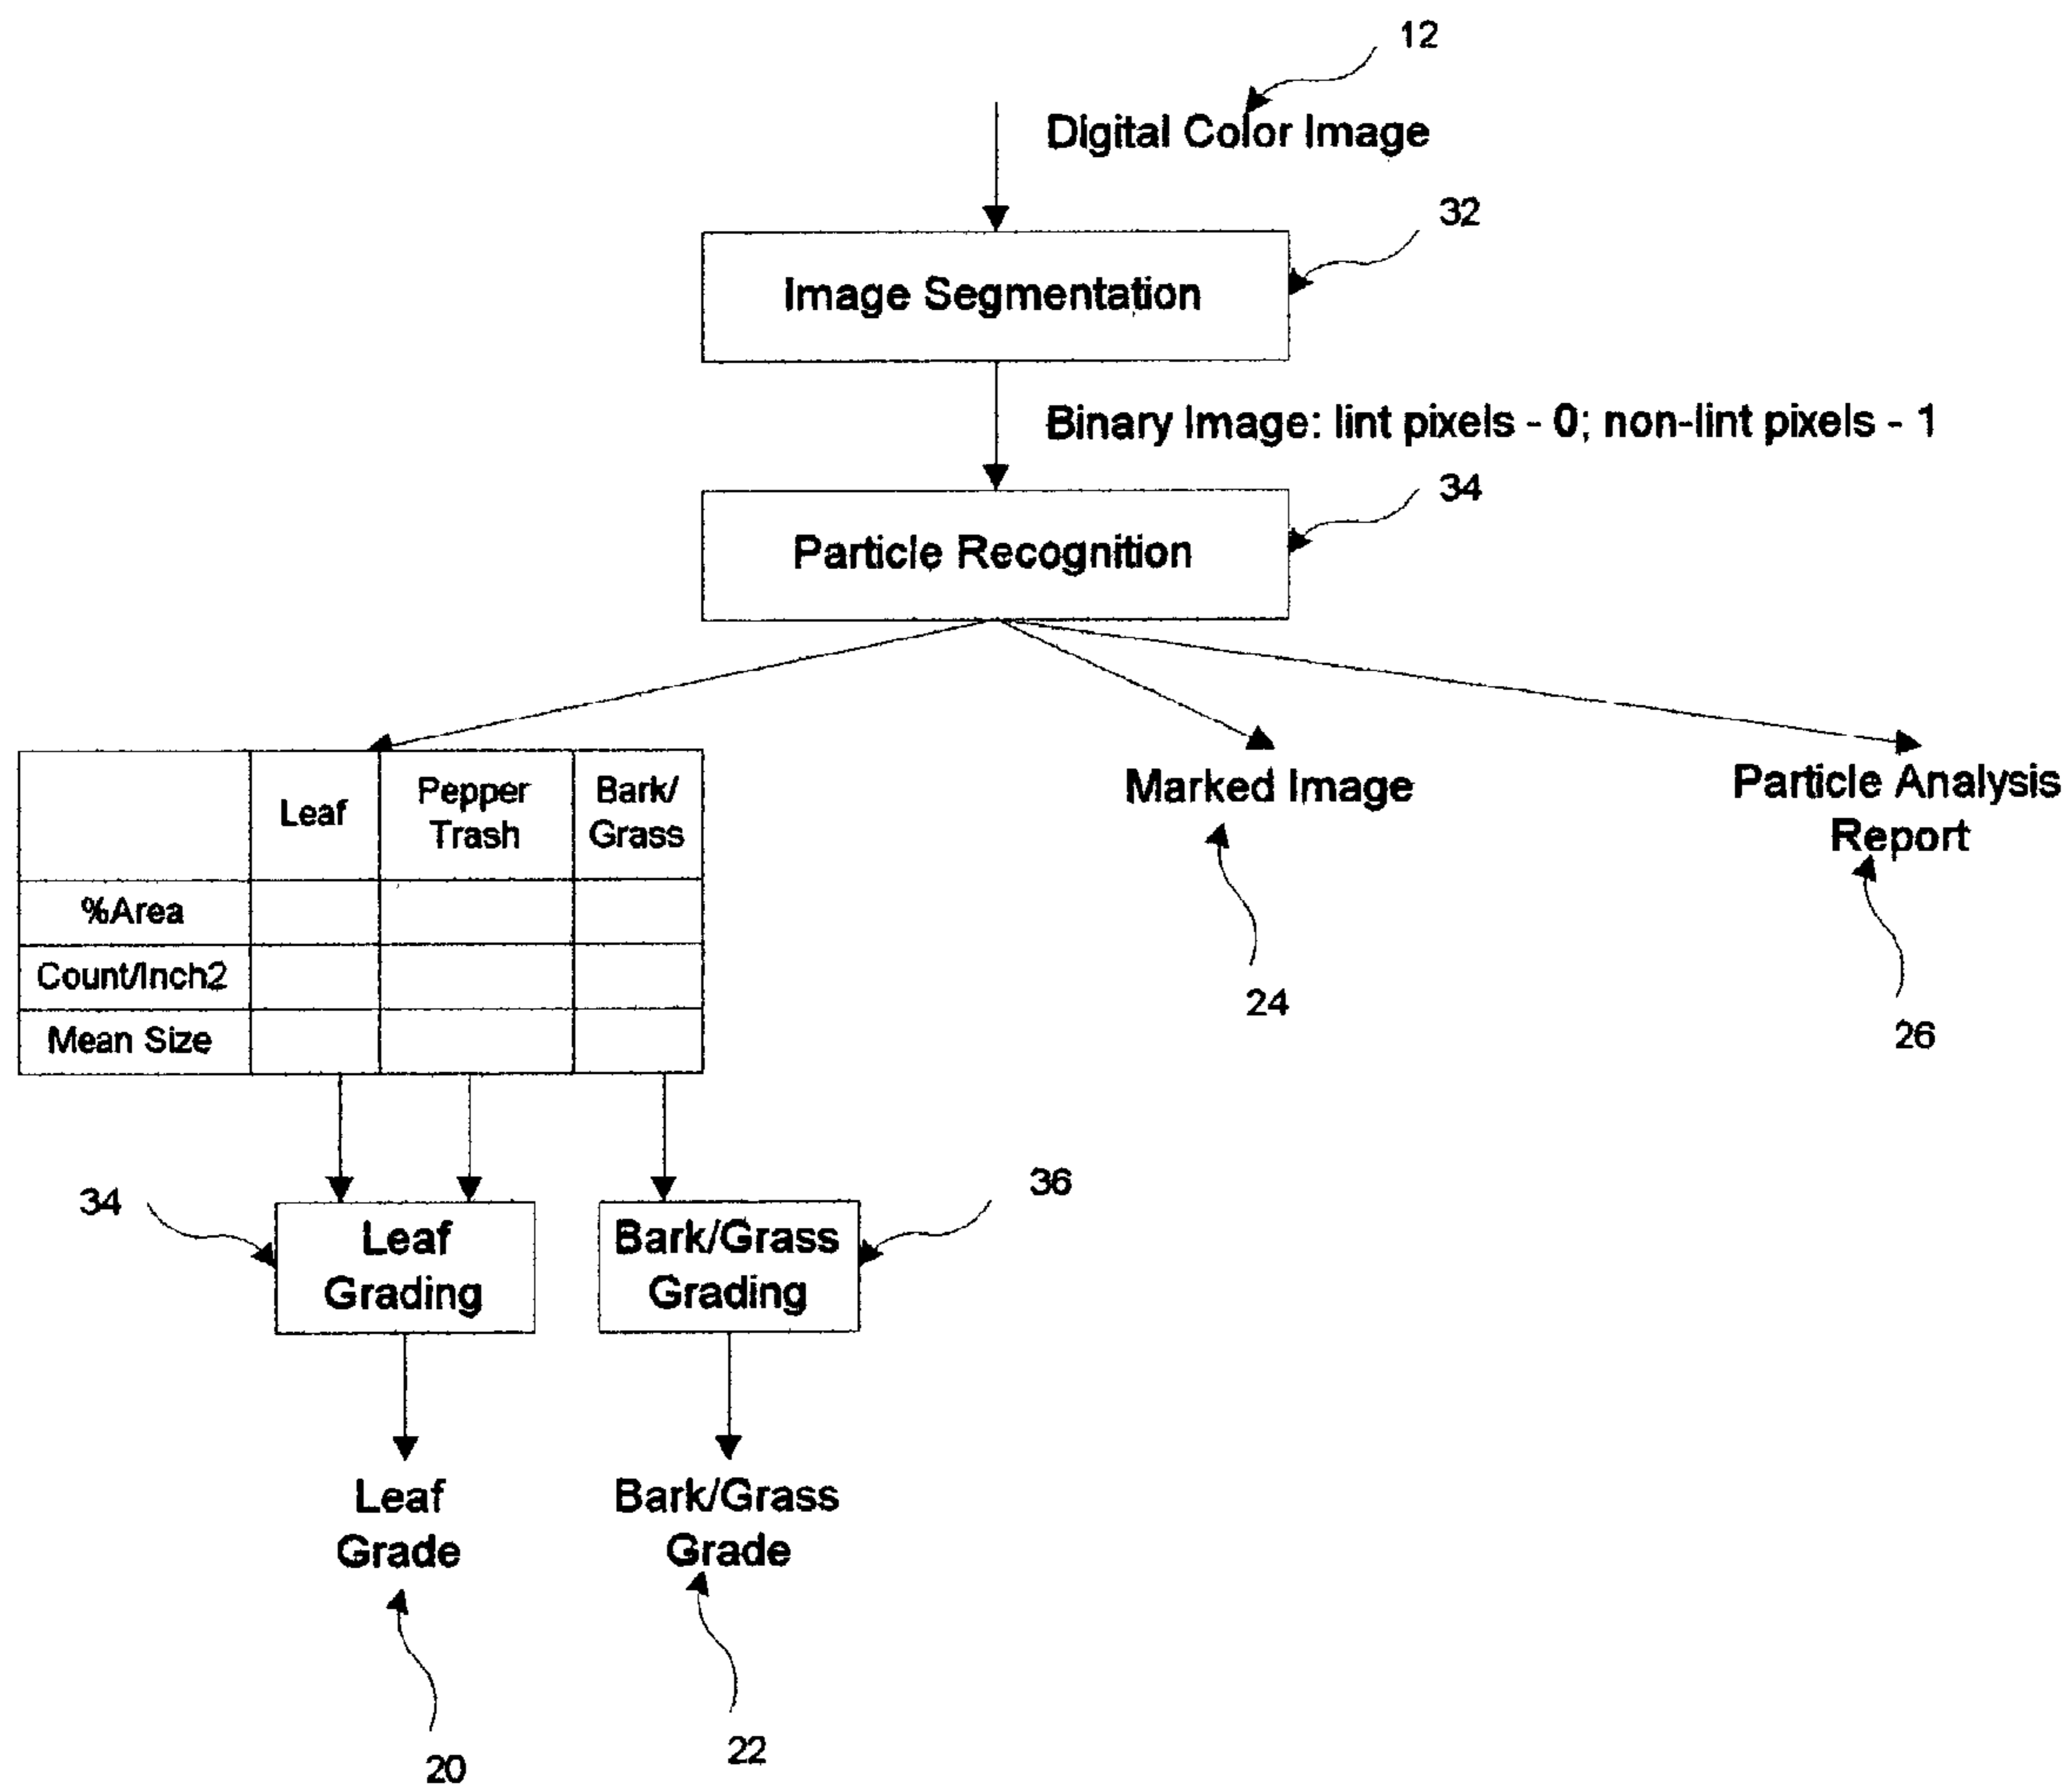 12
Digital Color Image
32
Image Segmentation
Binary Image: lint pixels - 0; non-lint pixels - 1
34
Particle Recognition
Leaf
Pepper
Trash
Bark/
Grass
%Area
Count/Inch2
Mean Size
Marked Image
24
Particle Analysis
Report
26
34
Leaf
Grading
Bark/Grass
Grading
36
Leaf
Grade
Bark/Grass
Grade
20
22